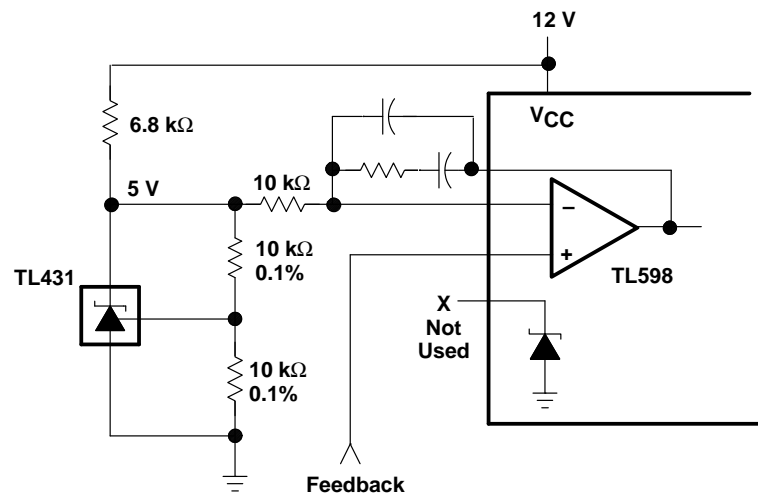 12 V
VCC
6.8 kΩ
5 V
10 kΩ
10 kΩ
0.1%
TL431
−
+
TL598
X
Not
Used
10 kΩ
0.1%
Feedback